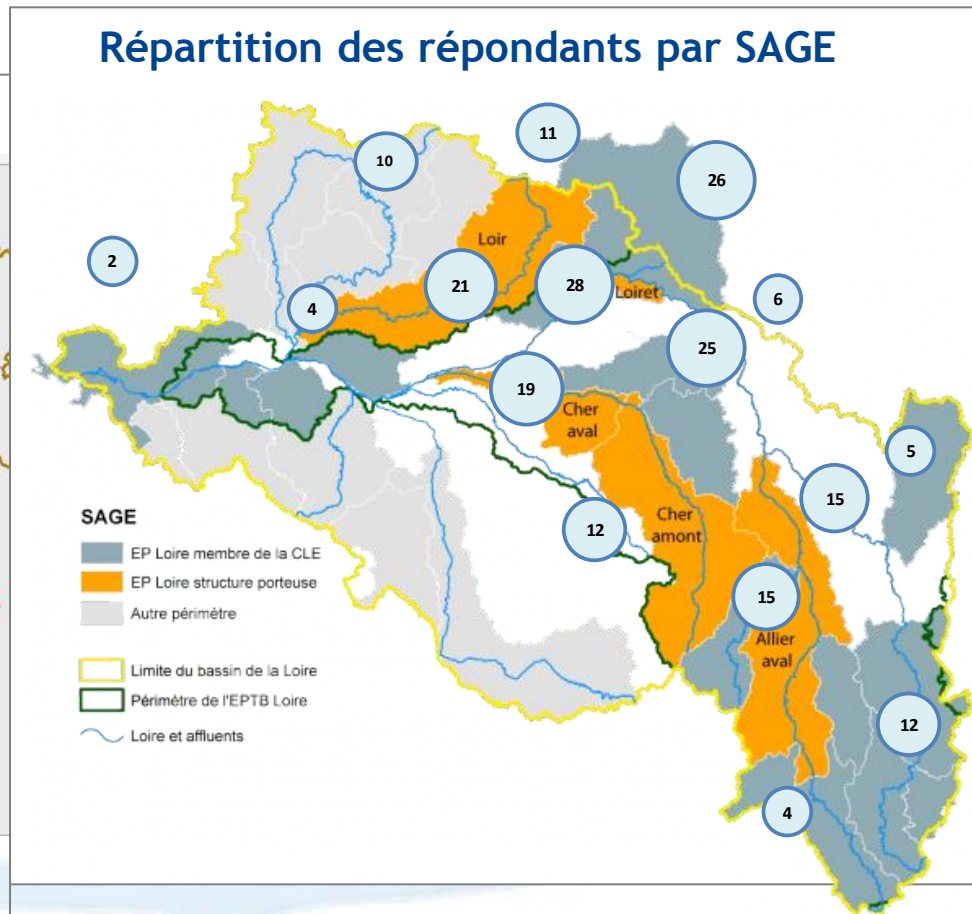 Répartition des répondants par SAGE
11
10
26
Loir
2
21
28
Loiret
6
4
25
19
Cher
aval
5
15
Cher
amont
12
15
Allier
aval
12
4
SAGE
EP Loire membre de la CLE
EP Loire structure porteuse
Autre périmètre
Limite du bassin de la Loire
Périmètre de l'EPTB Loire
Loire et affluents